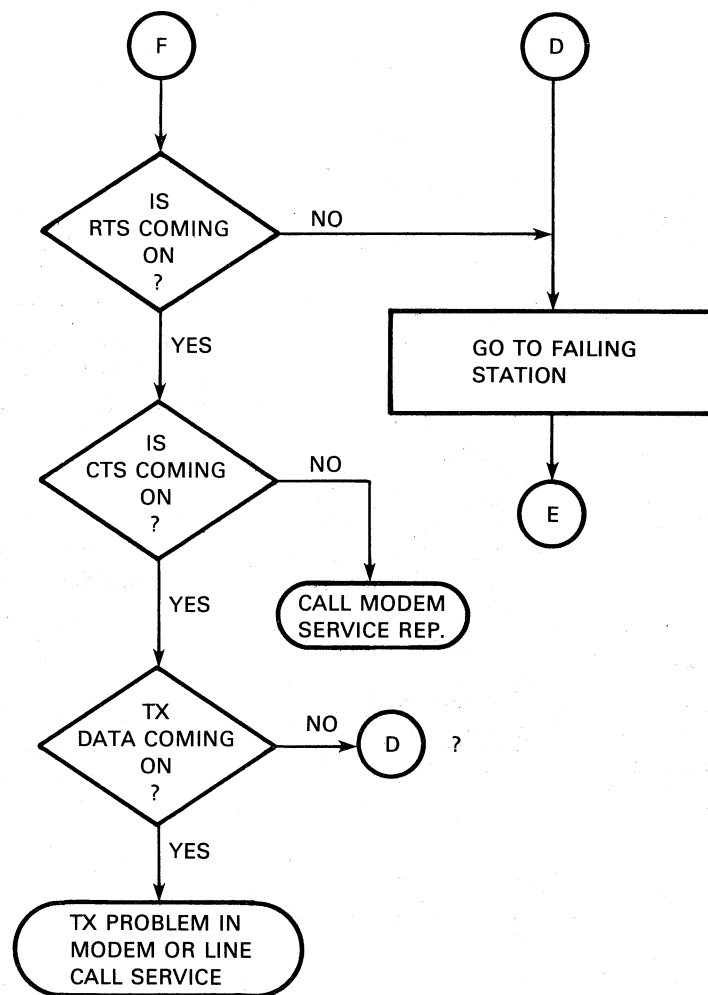 F
D
IS
RTS COMING
ON
?
NO
YES
GO TO FAILING
STATION
IS
CTS COMING
ON
?
NO
E
YES
CALL MODEM
SERVICE REP.
TX
DATA COMING
ON
?
NO
D
?
YES
TX PROBLEM IN
MODEM OR LINE
CALL SERVICE